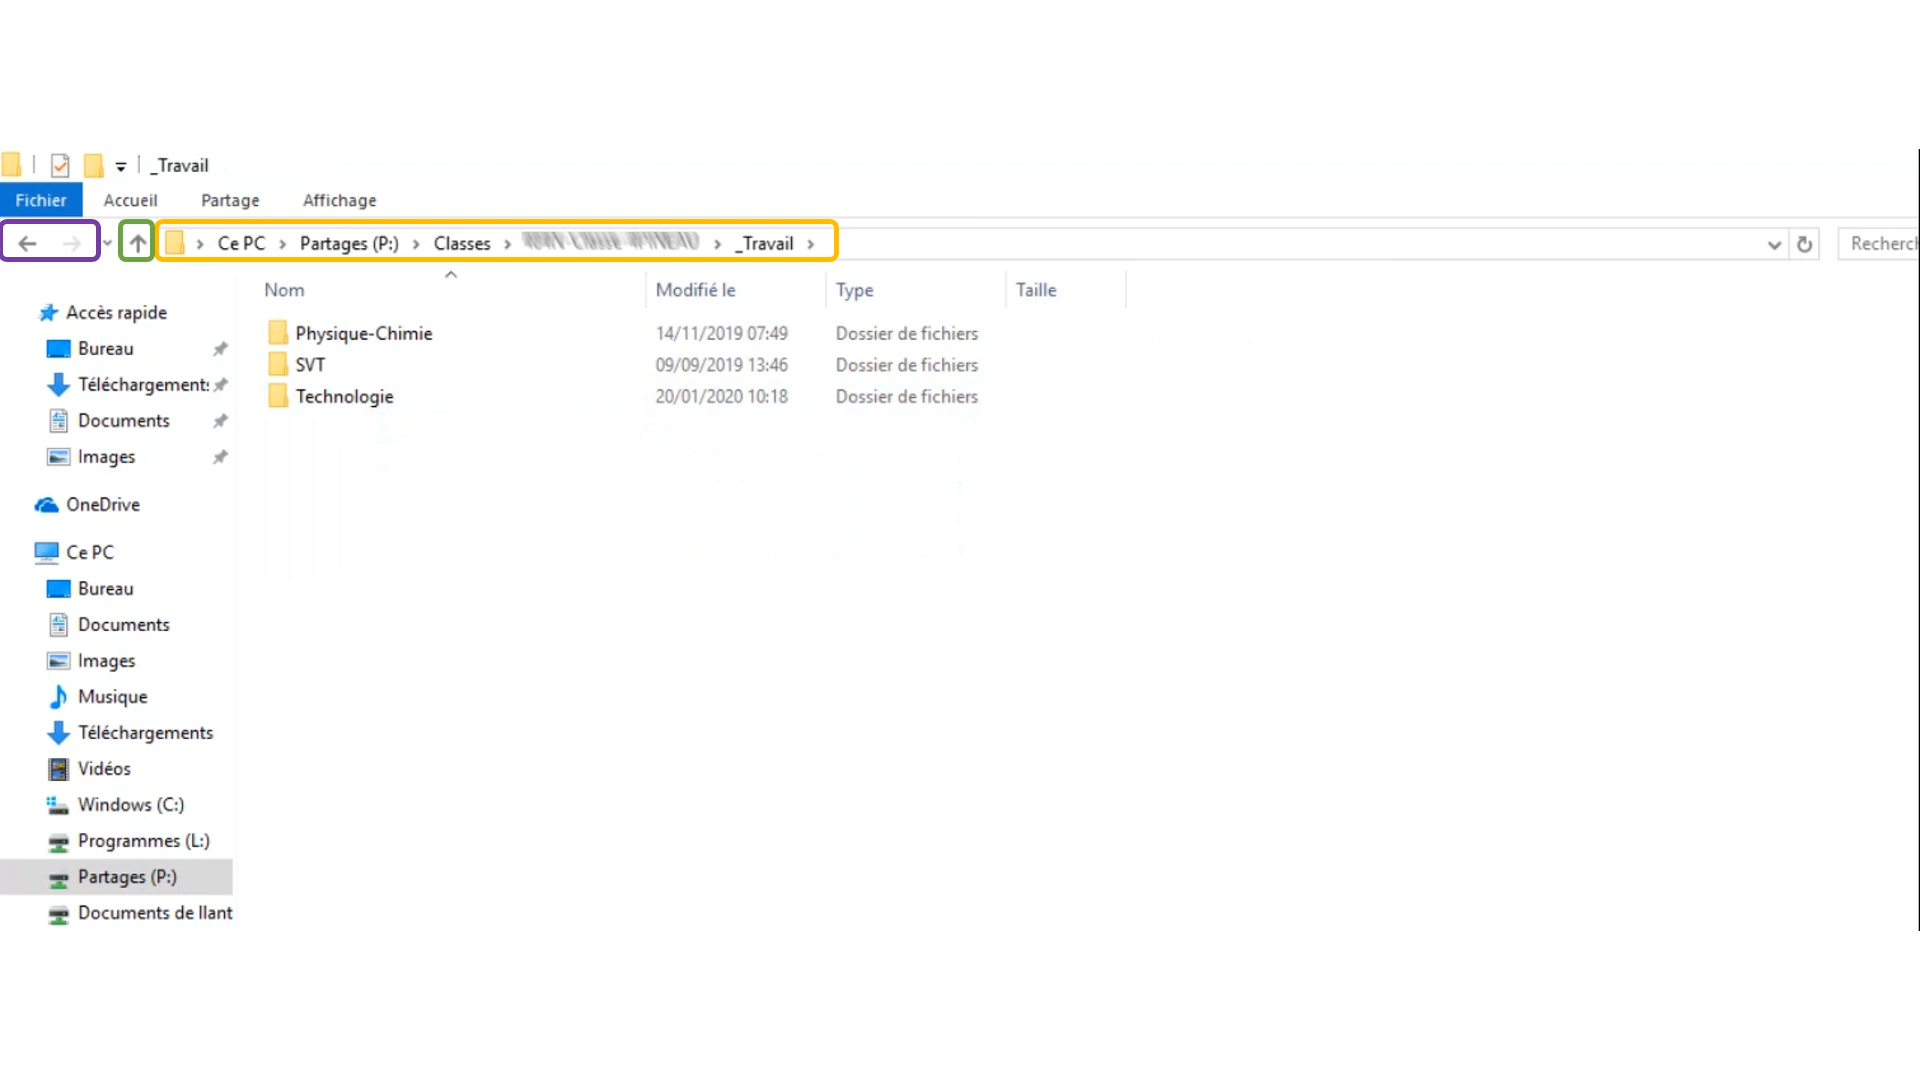 _Travail
Fichier Accueil Partage Affichage
Ce PC > Partages (P:) > Classes > > _Travail >
Recherch
Nom Modifié le Type Taille
Physique-Chimie 14/11/2019 07:49 Dossier de fichiers
SVT 09/09/2019 13:46 Dossier de fichiers
Technologie 20/01/2020 10:18 Dossier de fichiers
Accès rapide
Bureau
Téléchargements
Documents
Images
OneDrive
Ce PC
Bureau
Documents
Images
Musique
Téléchargements
Vidéos
Windows (C:)
Programmes (L:)
Partages (P:)
Documents de llant